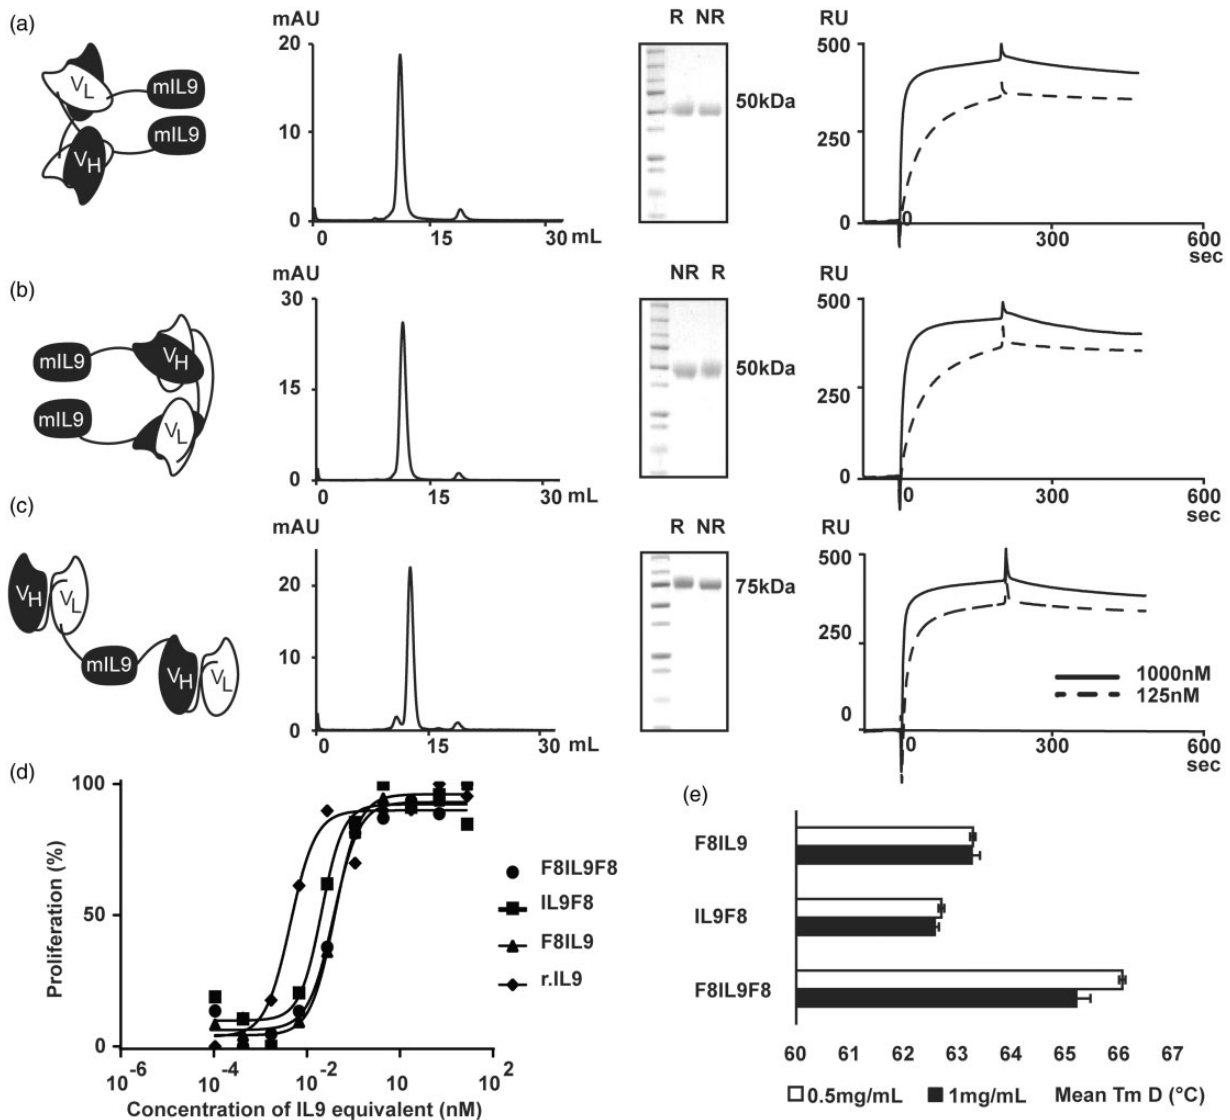 (a)
mAU
R NR
RU
20
500
VL
mIL9
50kDa
10
250
mIL9
VH
0
0
0
15
30 mL
0
300
600
sec
(b)
mAU
NR R
RU
30
500
mIL9
VH
50kDa
15
250
mIL9
VL
0
0
0
15
30 mL
0
300
600
sec
(c)
mAU
R NR
RU
500
20
VH
VL
75kDa
250
mIL9
10
VH
VL
1000nM
125nM
0
0
0
15
30 mL
0
300
600
sec
(d)
100
Proliferation (%)
50
0
F8IL9F8
IL9F8
F8IL9
r.IL9
10-6
10-4
10-2
10
102
Concentration of IL9 equivalent (nM)
(e)
F8IL9
IL9F8
F8IL9F8
60 61 62 63 64 65 66 67
0.5mg/mL 1mg/mL Mean Tm D (°C)